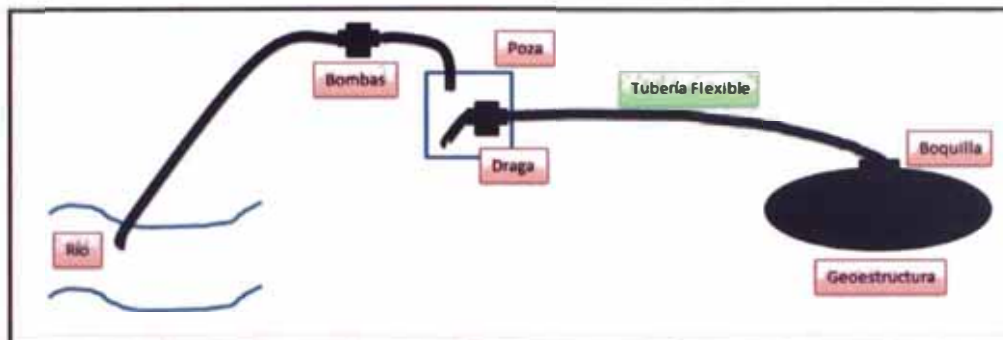 Poza
Bombas
Tubería Flexible
Boquilla
Draga
Río
Geoestructura